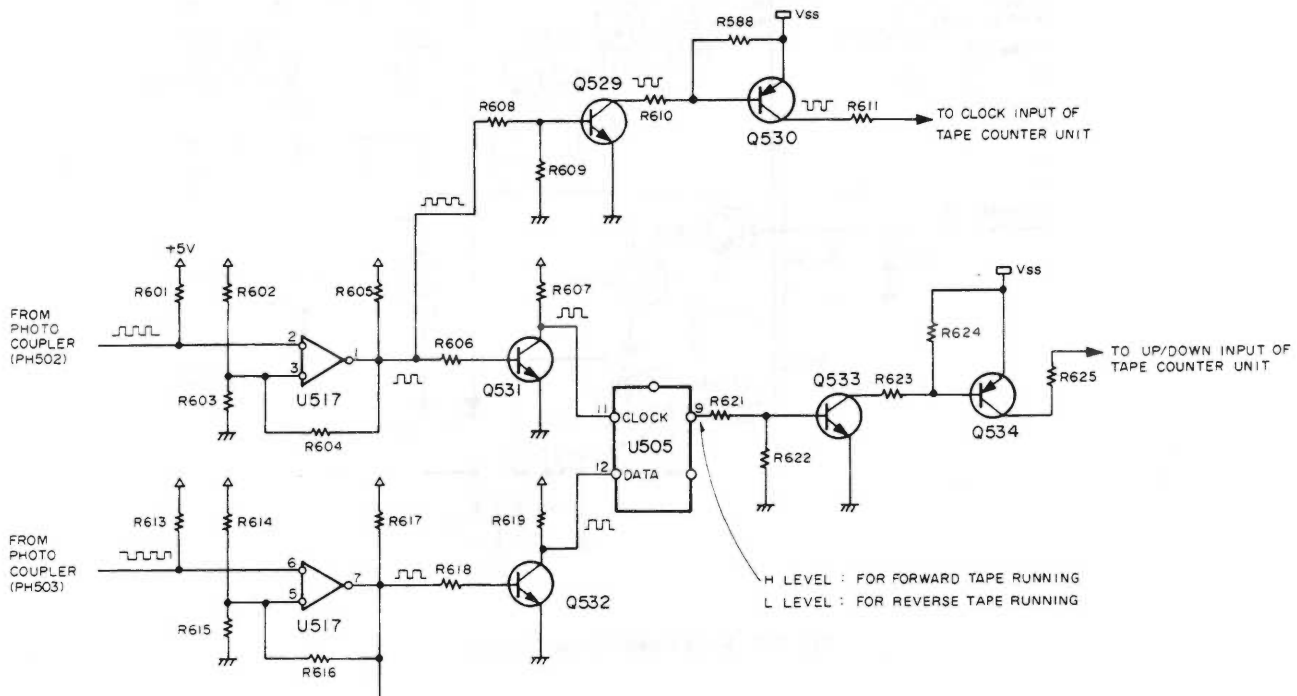 Vss
R588
Q529
R608
R610
R611
TO CLOCK INPUT OF
TAPE COUNTER UNIT
Q530
R609
+5V
R601
R602
R605
R607
Vss
FROM
PHOTO
COUPLER
(PH502)
2
3
1
R606
R624
TO UP/DOWN INPUT OF
TAPE COUNTER UNIT
R625
Q531
Q533
R623
R603
U517
R604
11
CLOCK
9
R621
Q534
U505
12
DATA
R622
R613
R614
R617
R619
FROM
PHOTO
COUPLER
(PH503)
6
5
7
R618
H LEVEL : FOR FORWARD TAPE RUNNING
L LEVEL : FOR REVERSE TAPE RUNNING
Q532
R615
U517
R616